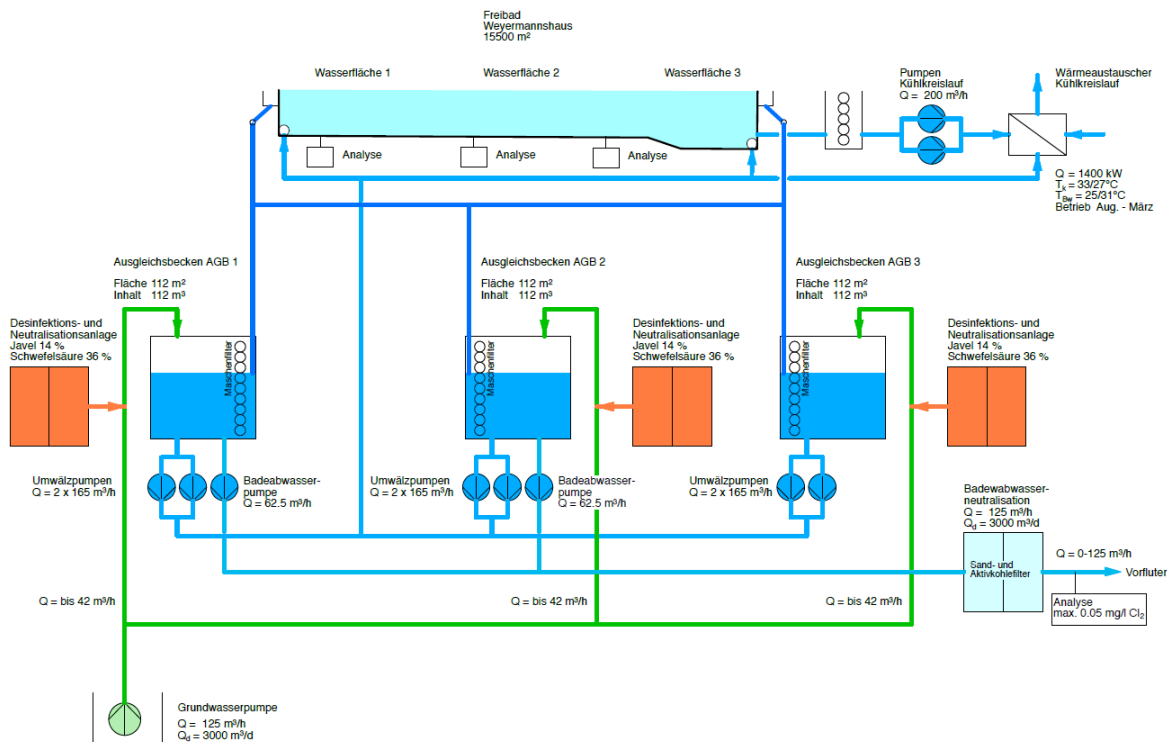 Freibad
Weyermannshaus
15500 m²
Wasserfläche 1
Wasserfläche 2
Wasserfläche 3
Pumpen
Kühlkreislauf
Q = 200 m³/h
Wärmeaustauscher
Kühlkreislauf
Analyse
Analyse
Analyse
Q = 1400 kW
Tk = 33/27°C
TBw = 25/31°C
Betrieb Aug. - März
Ausgleichsbecken AGB 1
Fläche 112 m²
Inhalt 112 m³
Ausgleichsbecken AGB 2
Fläche 112 m²
Inhalt 112 m³
Ausgleichsbecken AGB 3
Fläche 112 m²
Inhalt 112 m³
Desinfektions- und
Neutralisationsanlage
Javel 14 %
Schwefelsäure 36 %
Maschenfilter
Maschenfilter
Desinfektions- und
Neutralisationsanlage
Javel 14 %
Schwefelsäure 36 %
Maschenfilter
Desinfektions- und
Neutralisationsanlage
Javel 14 %
Schwefelsäure 36 %
Umwälzpumpen
Q = 2 x 165 m³/h
Badeabwasser-
pumpe
Q = 62.5 m³/h
Umwälzpumpen
Q = 2 x 165 m³/h
Badeabwasser-
pumpe
Q = 62.5 m³/h
Umwälzpumpen
Q = 2 x 165 m³/h
Badewabwasser-
neutralisation
Q = 125 m³/h
Qd = 3000 m³/d
Sand- und
Aktivkohlefilter
Q = 0-125 m³/h
Vorfluter
Analyse
max. 0.05 mg/l Cl₂
Q = bis 42 m³/h
Q = bis 42 m³/h
Q = bis 42 m³/h
Grundwasserpumpe
Q = 125 m³/h
Qd = 3000 m³/d